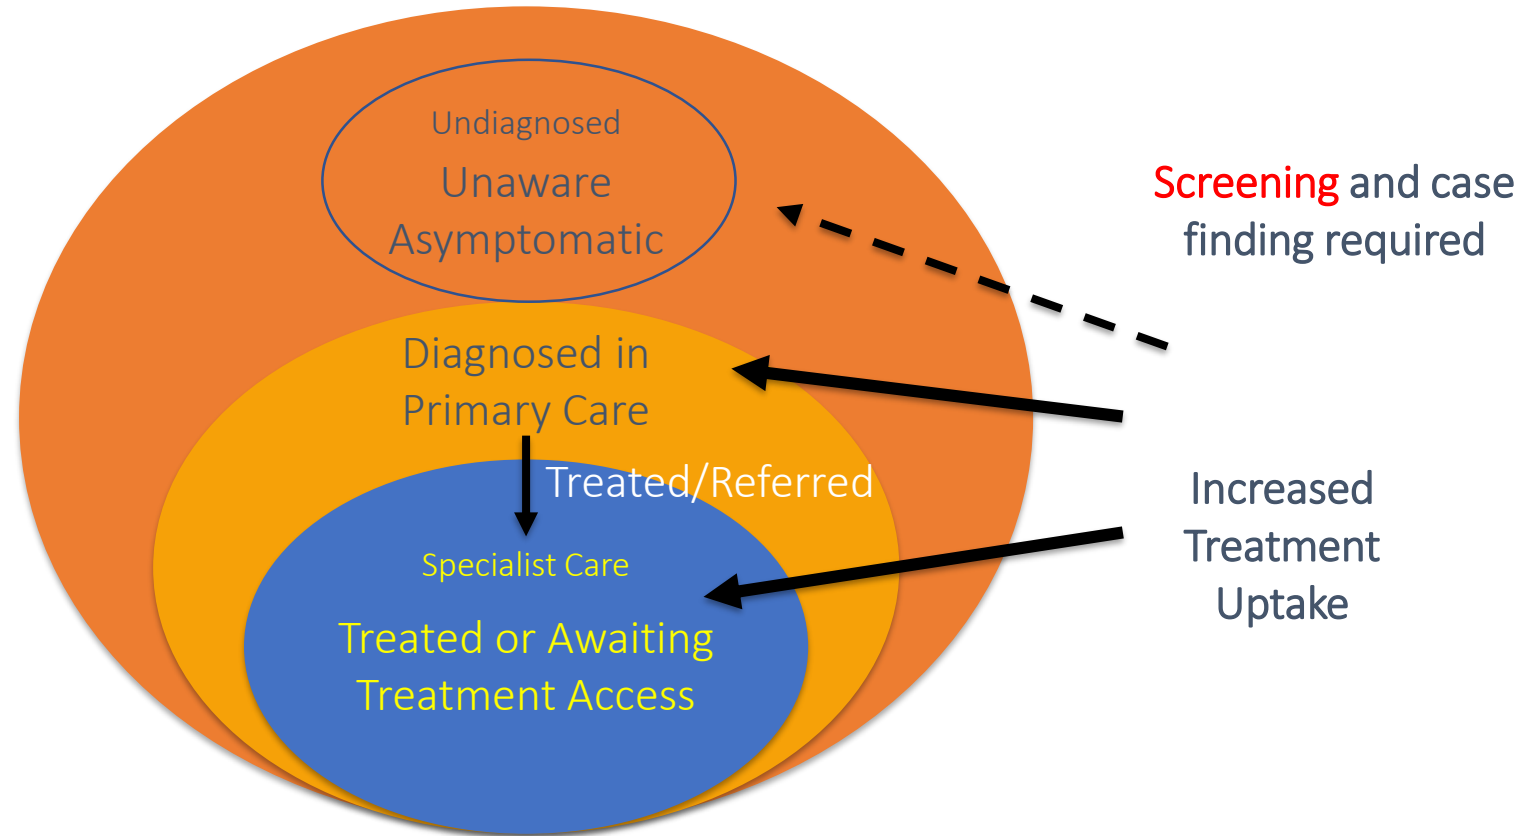 Undiagnosed
Unaware
Asymptomatic
Screening and case
finding required
Diagnosed in
Primary Care
Treated/Referred
Specialist Care
Treated or Awaiting
Treatment Access
Increased
Treatment
Uptake